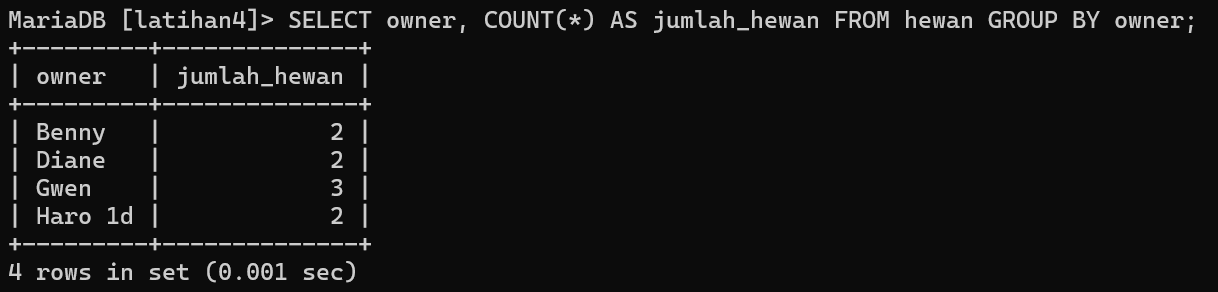 MariaDB [latihan4]> SELECT owner, COUNT(*) AS jumlah_hewan FROM hewan GROUP BY owner;
+---------+--------------+
| owner   | jumlah_hewan |
+---------+--------------+
| Benny   |            2 |
| Diane   |            2 |
| Gwen    |            3 |
| Haro 1d |            2 |
+---------+--------------+
4 rows in set (0.001 sec)